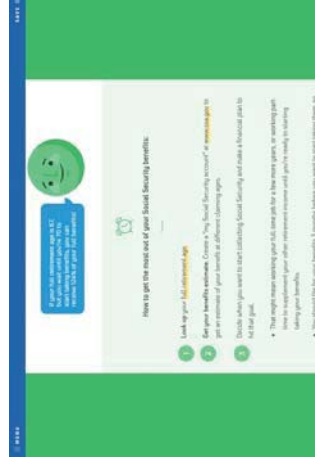 MENU
SAVE
If your full retirement age is 67,
but you wait until you're 70 to
start taking benefits, you can
receive 124% of your full benefits!
How to get the most out of your Social Security benefits:
1 Look up your full retirement age.
2 Get your benefits estimate. Create a "my Social Security account" at www.ssa.gov to
get an estimate of your benefit at different claiming ages.
3 Decide when you want to start collecting Social Security and make a financial plan to
hit that goal.
• That might mean working your full-time job for a few more years, or working part-
time to supplement your other retirement income until you're ready to starting
taking your benefits.